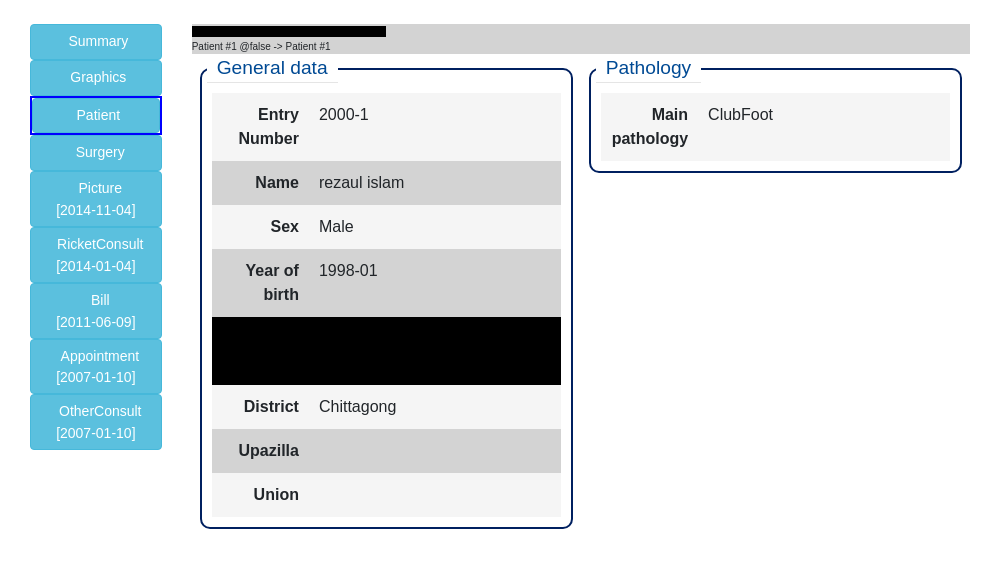 Summary
Graphics
Patient
Surgery
Picture
[2014-11-04]
RicketConsult
[2014-01-04]
Bill
[2011-06-09]
Appointment
[2007-01-10]
OtherConsult
[2007-01-10]
Patient #1 @false -> Patient #1
General data
Entry Number 2000-1
Name rezaul islam
Sex Male
Year of birth 1998-01
District Chittagong
Upazilla
Union
Pathology
Main pathology ClubFoot